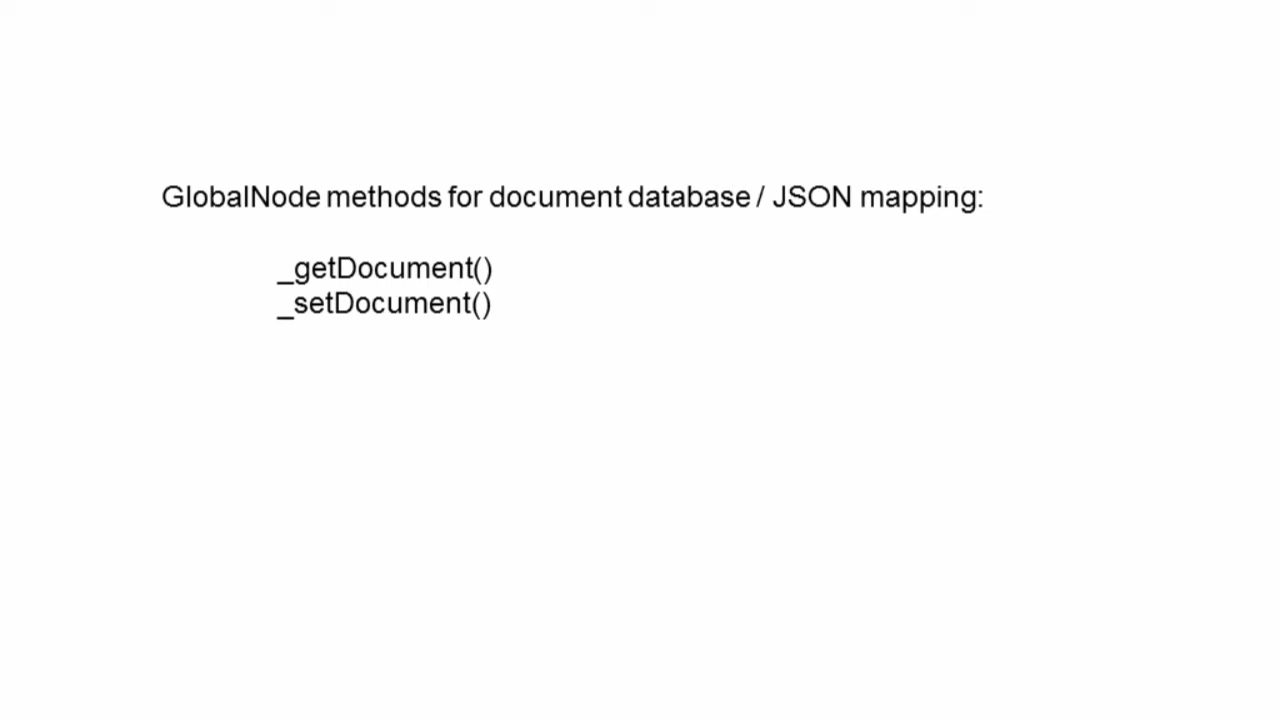 GlobalNode methods for document database / JSON mapping:
_getDocument()
_setDocument()